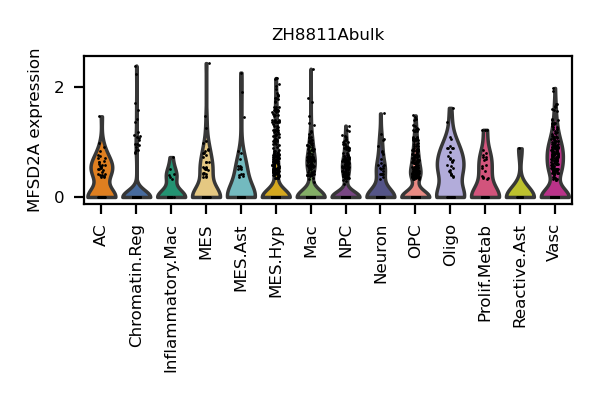 ZH8811Abulk
MFSD2A expression
2
0
AC
Chromatin.Reg
Inflammatory.Mac
MES
MES.Ast
MES.Hyp
Mac
NPC
Neuron
OPC
Oligo
Prolif.Metab
Reactive.Ast
Vasc